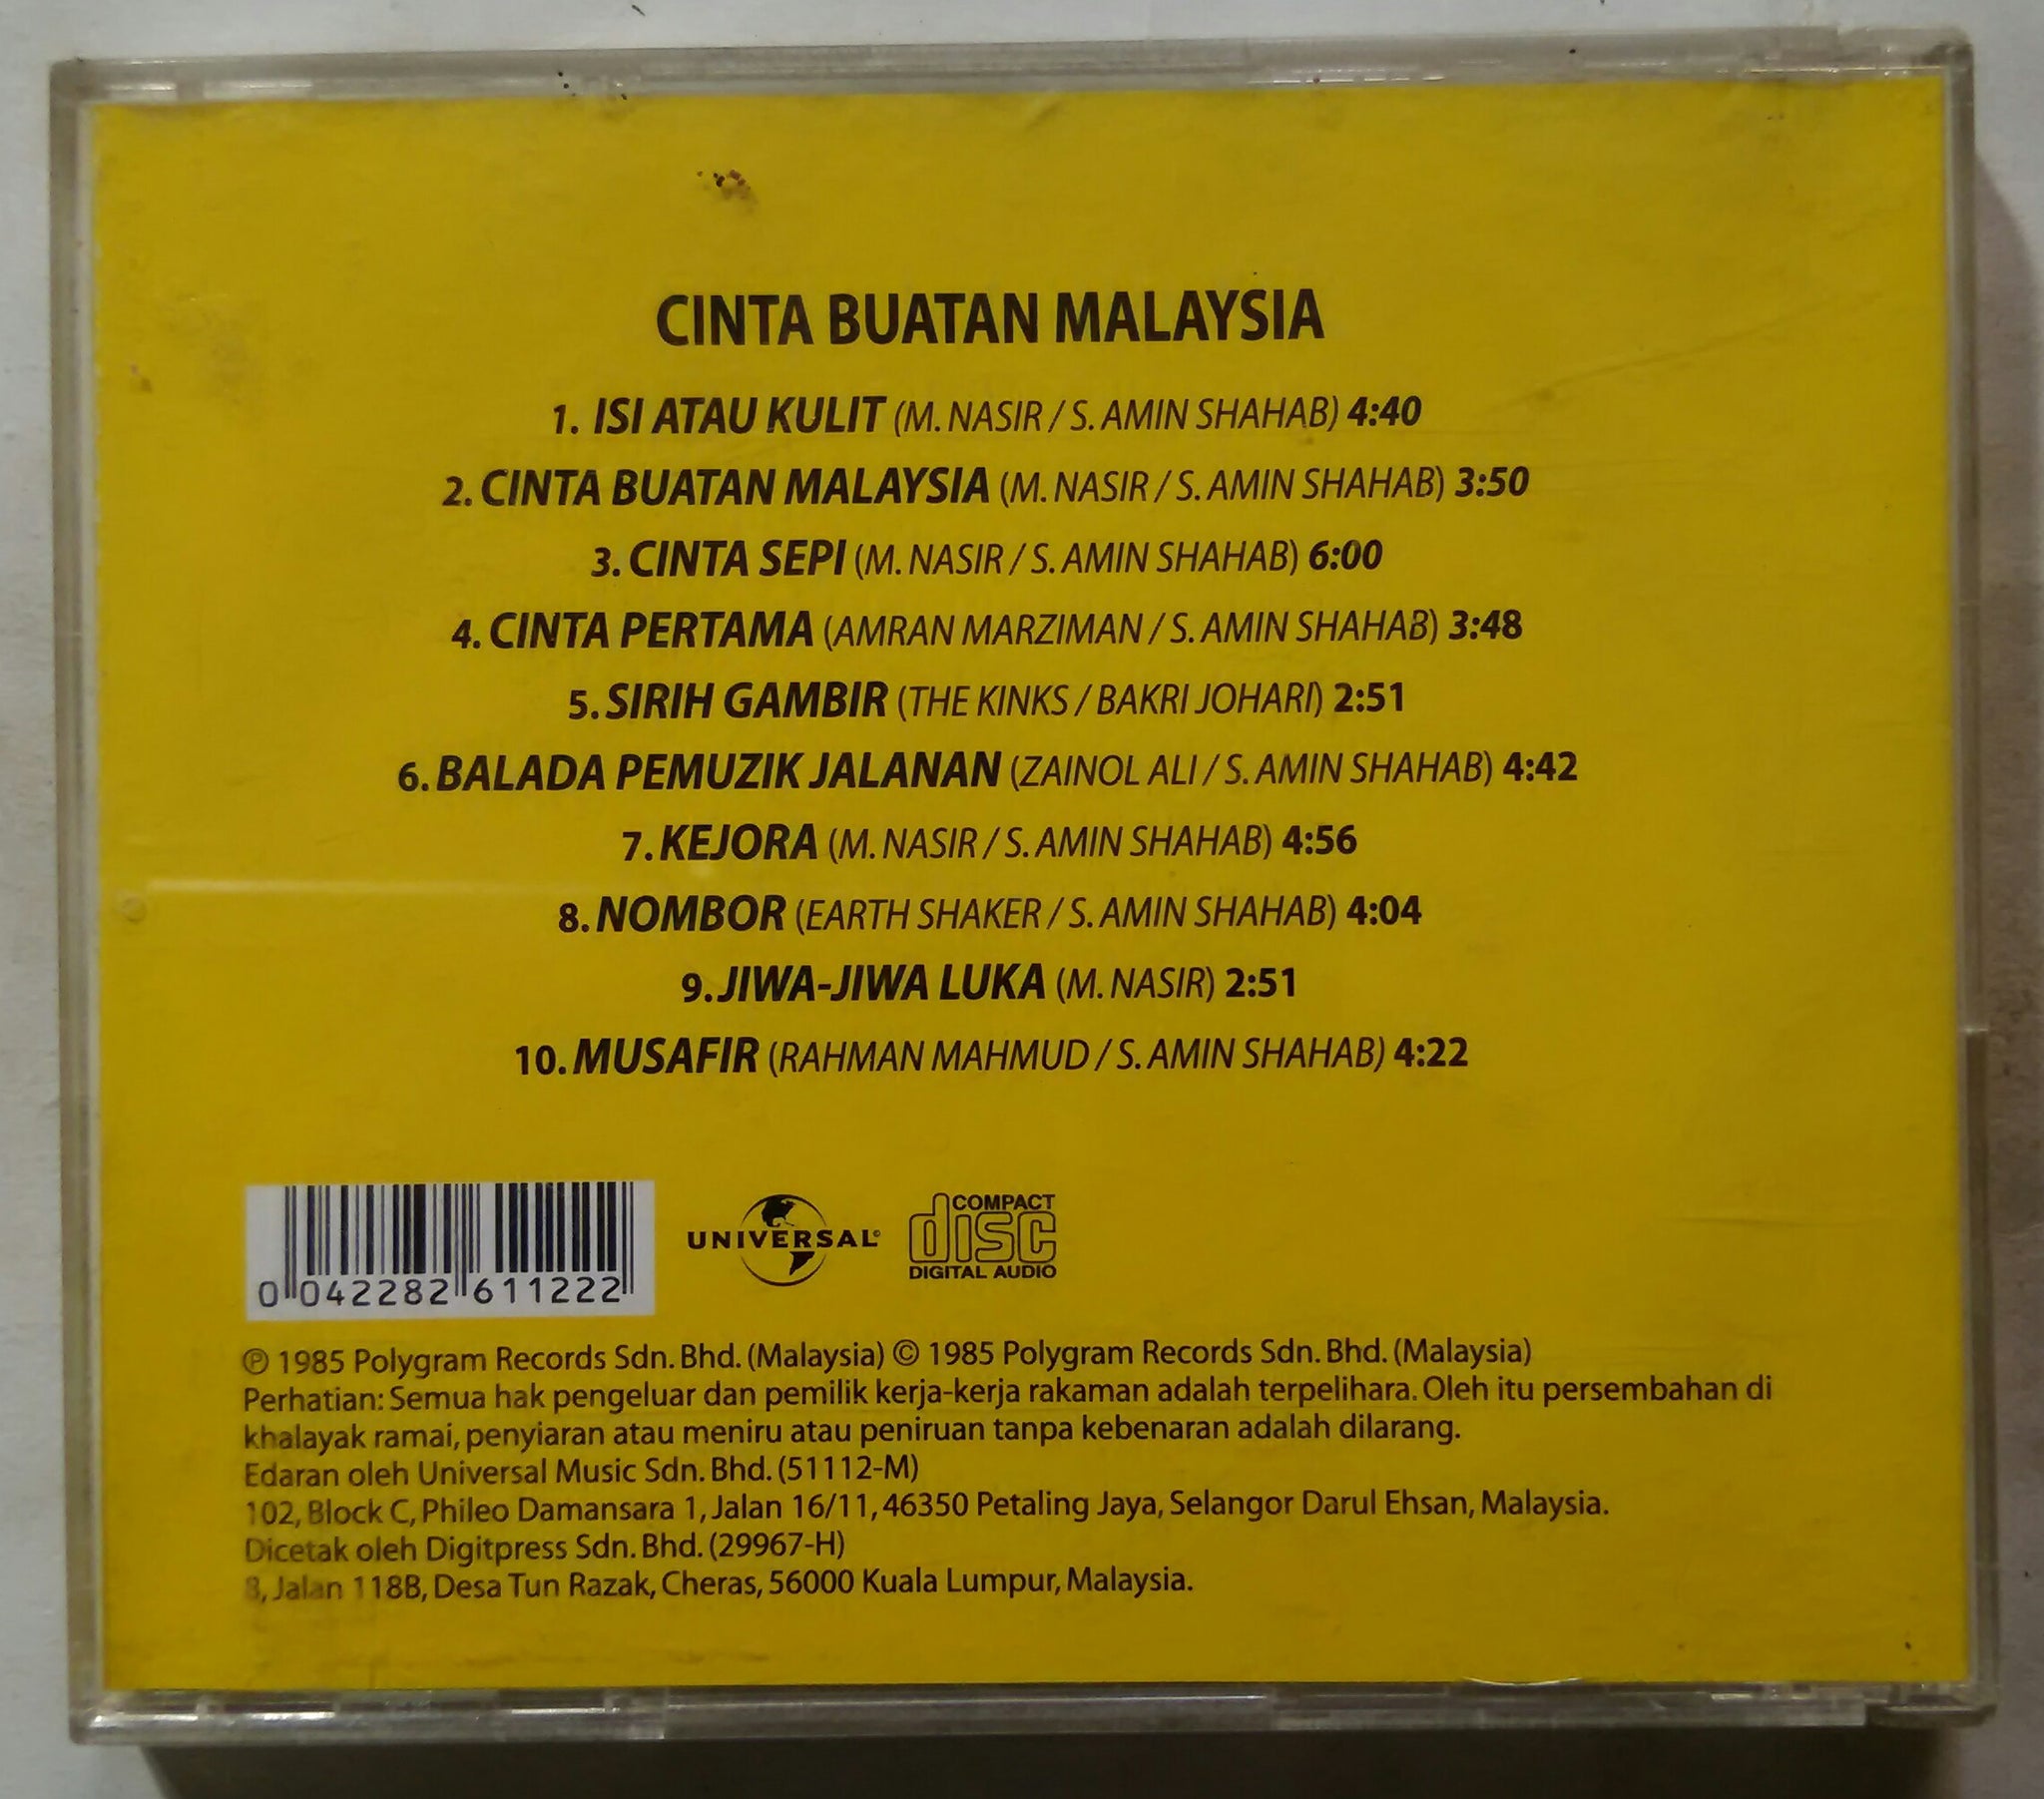 CINTA BUATAN MALAYSIA
1. ISI ATAU KULIT (M. NASIR / S. AMIN SHAHAB) 4:40
2. CINTA BUATAN MALAYSIA (M. NASIR / S. AMIN SHAHAB) 3:50
3. CINTA SEPI (M. NASIR / S. AMIN SHAHAB) 6:00
4. CINTA PERTAMA (AMRAN MARZIMAN / S. AMIN SHAHAB) 3:48
5. SIRIH GAMBIR (THE KINKS / BAKRI JOHARI) 2:51
6. BALADA PEMUZIK JALANAN (ZAINOL ALI / S. AMIN SHAHAB) 4:42
7. KEJORA (M. NASIR / S. AMIN SHAHAB) 4:56
8. NOMBOR (EARTH SHAKER / S. AMIN SHAHAB) 4:04
9. JIWA-JIWA LUKA (M. NASIR) 2:51
10. MUSAFIR (RAHMAN MAHMUD / S. AMIN SHAHAB) 4:22
0 042282 611222
UNIVERSAL
COMPACT
disc
DIGITAL AUDIO
℗ 1985 Polygram Records Sdn. Bhd. (Malaysia) © 1985 Polygram Records Sdn. Bhd. (Malaysia)
Perhatian: Semua hak pengeluar dan pemilik kerja-kerja rakaman adalah terpelihara. Oleh itu persembahan di
khalayak ramai, penyiaran atau meniru atau peniruan tanpa kebenaran adalah dilarang.
Edaran oleh Universal Music Sdn. Bhd. (51112-M)
102, Block C, Phileo Damansara 1, Jalan 16/11, 46350 Petaling Jaya, Selangor Darul Ehsan, Malaysia.
Dicetak oleh Digitpress Sdn. Bhd. (29967-H)
8, Jalan 118B, Desa Tun Razak, Cheras, 56000 Kuala Lumpur, Malaysia.